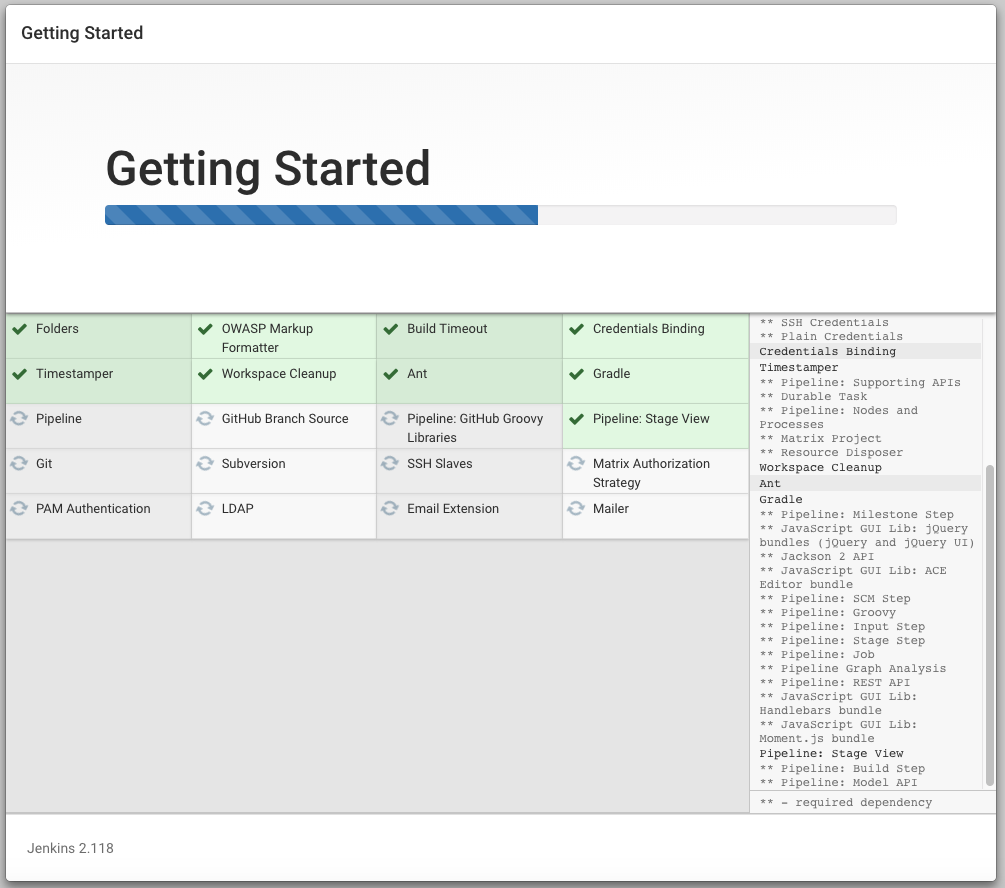 Getting Started
Getting Started
Folders
OWASP Markup
Formatter
Build Timeout
Credentials Binding
Timestamper
Workspace Cleanup
Ant
Gradle
Pipeline
GitHub Branch Source
Pipeline: GitHub Groovy
Libraries
Pipeline: Stage View
Git
Subversion
SSH Slaves
Matrix Authorization
Strategy
PAM Authentication
LDAP
Email Extension
Mailer
** SSH Credentials
** Plain Credentials
Credentials Binding
Timestamper
** Pipeline: Supporting APIs
** Durable Task
** Pipeline: Nodes and
Processes
** Matrix Project
** Resource Disposer
Workspace Cleanup
Ant
Gradle
** Pipeline: Milestone Step
** JavaScript GUI Lib: jQuery
bundles (jQuery and jQuery UI)
** Jackson 2 API
** JavaScript GUI Lib: ACE
Editor bundle
** Pipeline: SCM Step
** Pipeline: Groovy
** Pipeline: Input Step
** Pipeline: Stage Step
** Pipeline: Job
** Pipeline Graph Analysis
** Pipeline: REST API
** JavaScript GUI Lib:
Handlebars bundle
** JavaScript GUI Lib:
Moment.js bundle
Pipeline: Stage View
** Pipeline: Build Step
** Pipeline: Model API
** - required dependency
Jenkins 2.118